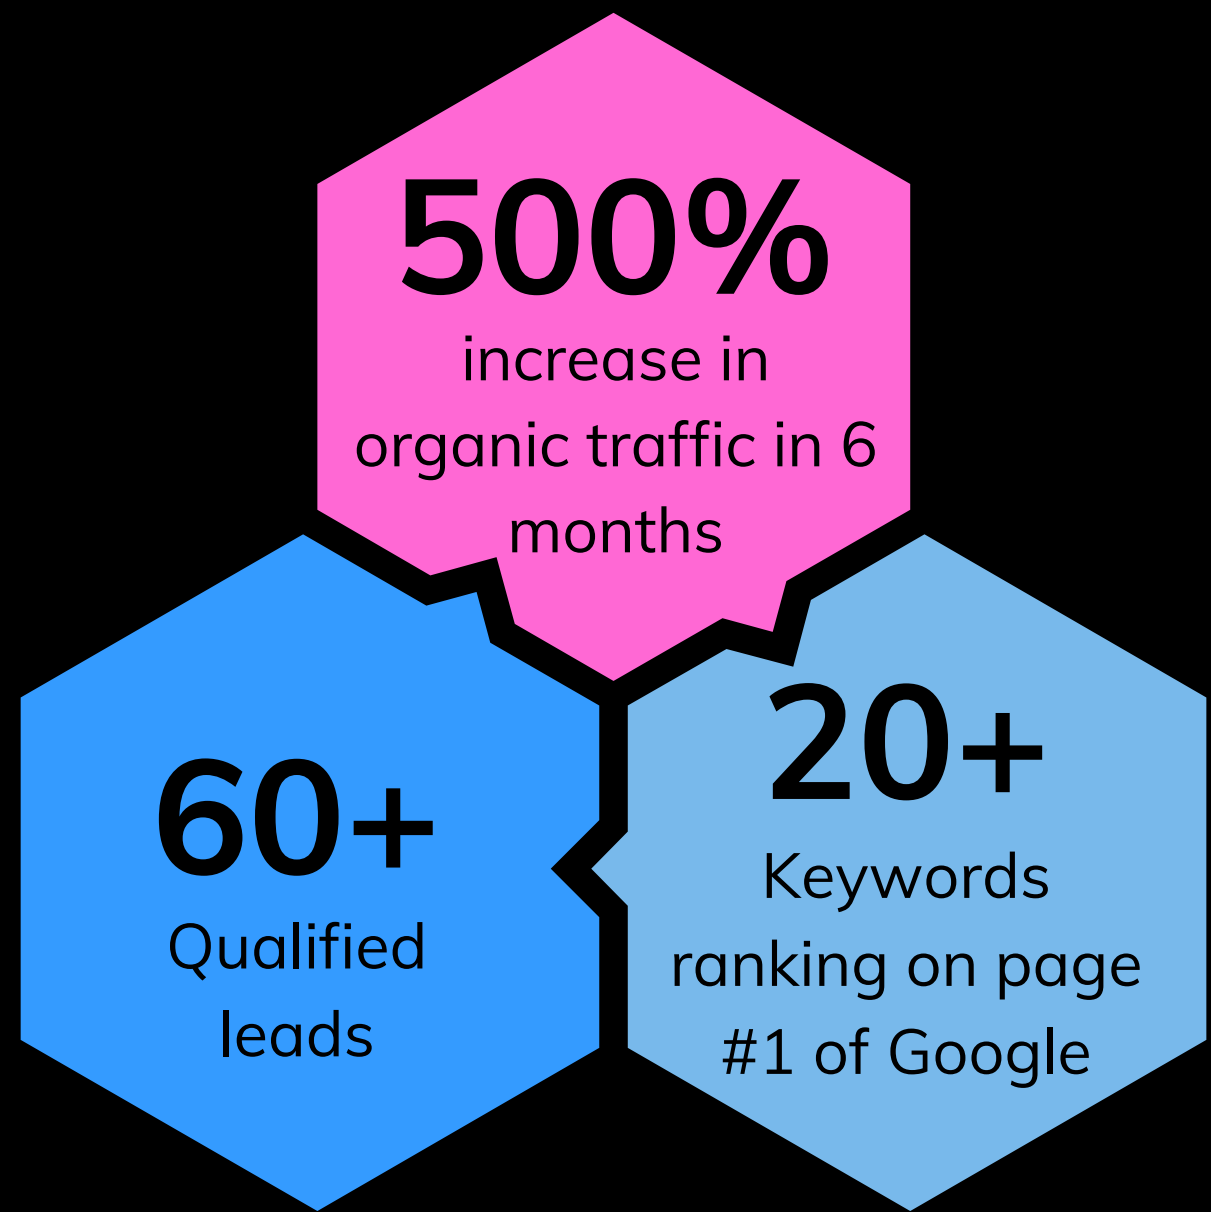 500%
increase in
organic traffic in 6
months
60+
Qualified
leads
20+
Keywords
ranking on page
#1 of Google